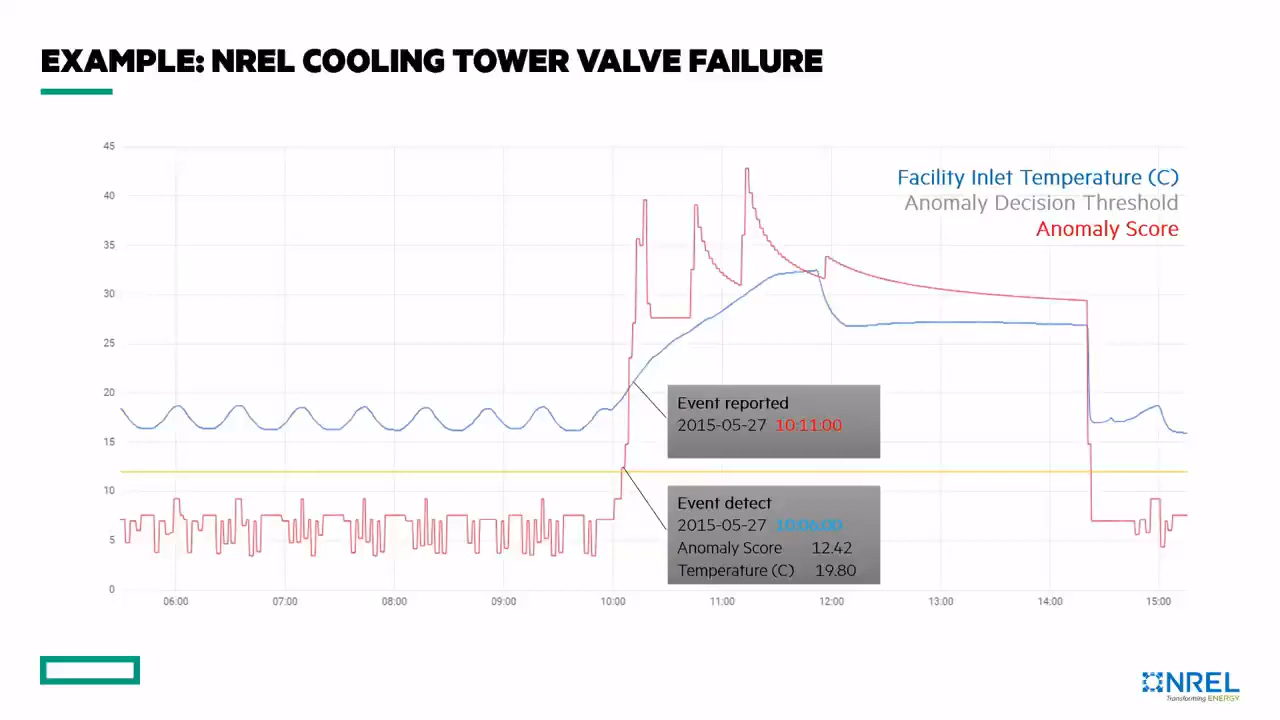 EXAMPLE: NREL COOLING TOWER VALVE FAILURE
45
40
35
30
25
20
15
10
5
0
Facility Inlet Temperature (C)
Anomaly Decision Threshold
Anomaly Score
Event reported
2015-05-27 10:11:00
Event detect
2015-05-27 10:06:00
Anomaly Score 12.42
Temperature (C) 19.80
06:00 07:00 08:00 09:00 10:00 11:00 12:00 13:00 14:00 15:00
NREL
Transforming ENERGY